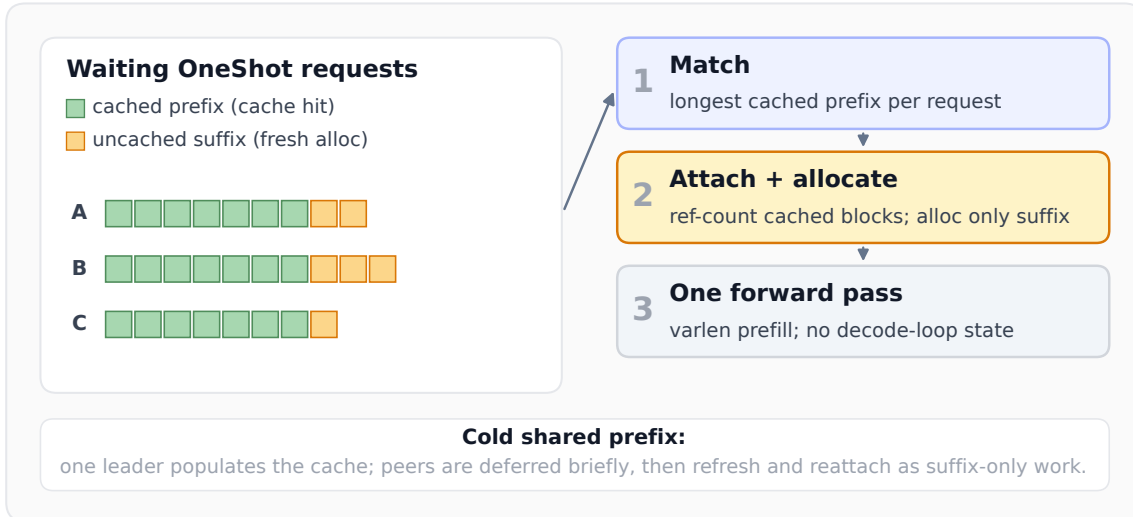 Waiting OneShot requests
cached prefix (cache hit)
uncached suffix (fresh alloc)
A
B
C
1
Match
longest cached prefix per request
2
Attach + allocate
ref-count cached blocks; alloc only suffix
3
One forward pass
varlen prefill; no decode-loop state
Cold shared prefix:
one leader populates the cache; peers are deferred briefly, then refresh and reattach as suffix-only work.